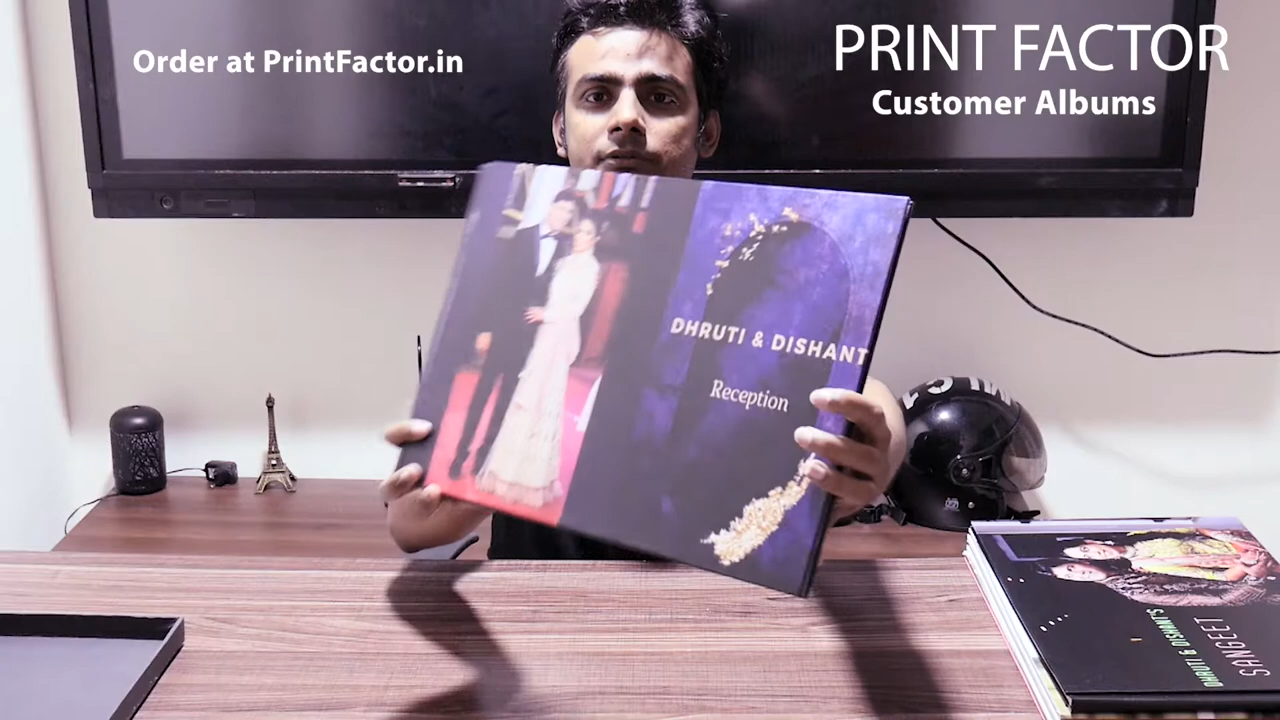 Order at PrintFactor.in
PRINT FACTOR
Customer Albums
DHRUTI & DISHANT
Reception
DHRUTI & DISHANT'S
SANGEET